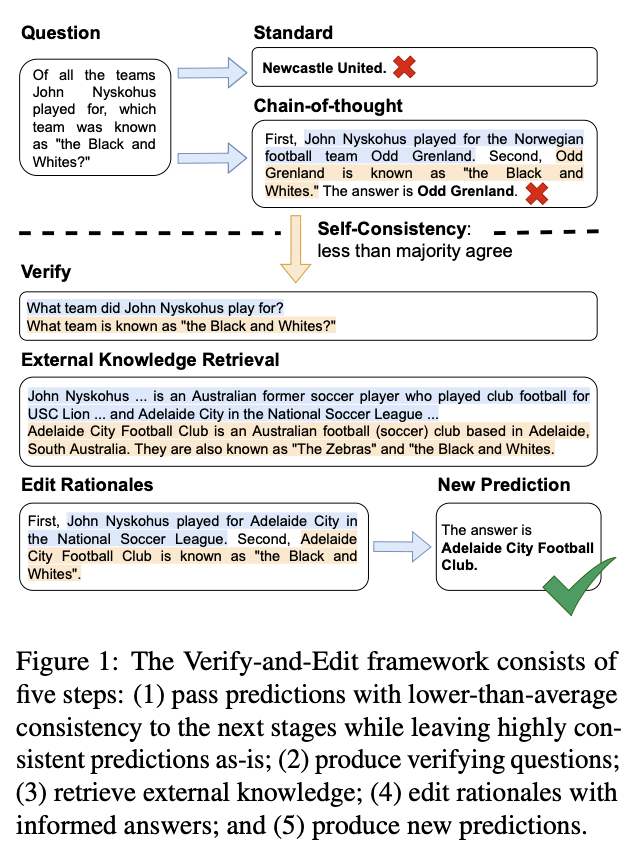 Question
Of all the teams
John Nyskohus
played for, which
team was known
as "the Black and
Whites?"
Standard
Newcastle United.
Chain-of-thought
First, John Nyskohus played for the Norwegian
football team Odd Grenland. Second, Odd
Grenland is known as "the Black and
Whites." The answer is Odd Grenland.
Self-Consistency:
less than majority agree
Verify
What team did John Nyskohus play for?
What team is known as "the Black and Whites?"
External Knowledge Retrieval
John Nyskohus ... is an Australian former soccer player who played club football for
USC Lion ... and Adelaide City in the National Soccer League ...
Adelaide City Football Club is an Australian football (soccer) club based in Adelaide,
South Australia. They are also known as "The Zebras" and "the Black and Whites.
Edit Rationales
First, John Nyskohus played for Adelaide City in
the National Soccer League. Second, Adelaide
City Football Club is known as "the Black and
Whites".
New Prediction
The answer is
Adelaide City Football
Club.
Figure 1: The Verify-and-Edit framework consists of
five steps: (1) pass predictions with lower-than-average
consistency to the next stages while leaving highly con-
sistent predictions as-is; (2) produce verifying questions;
(3) retrieve external knowledge; (4) edit rationales with
informed answers; and (5) produce new predictions.